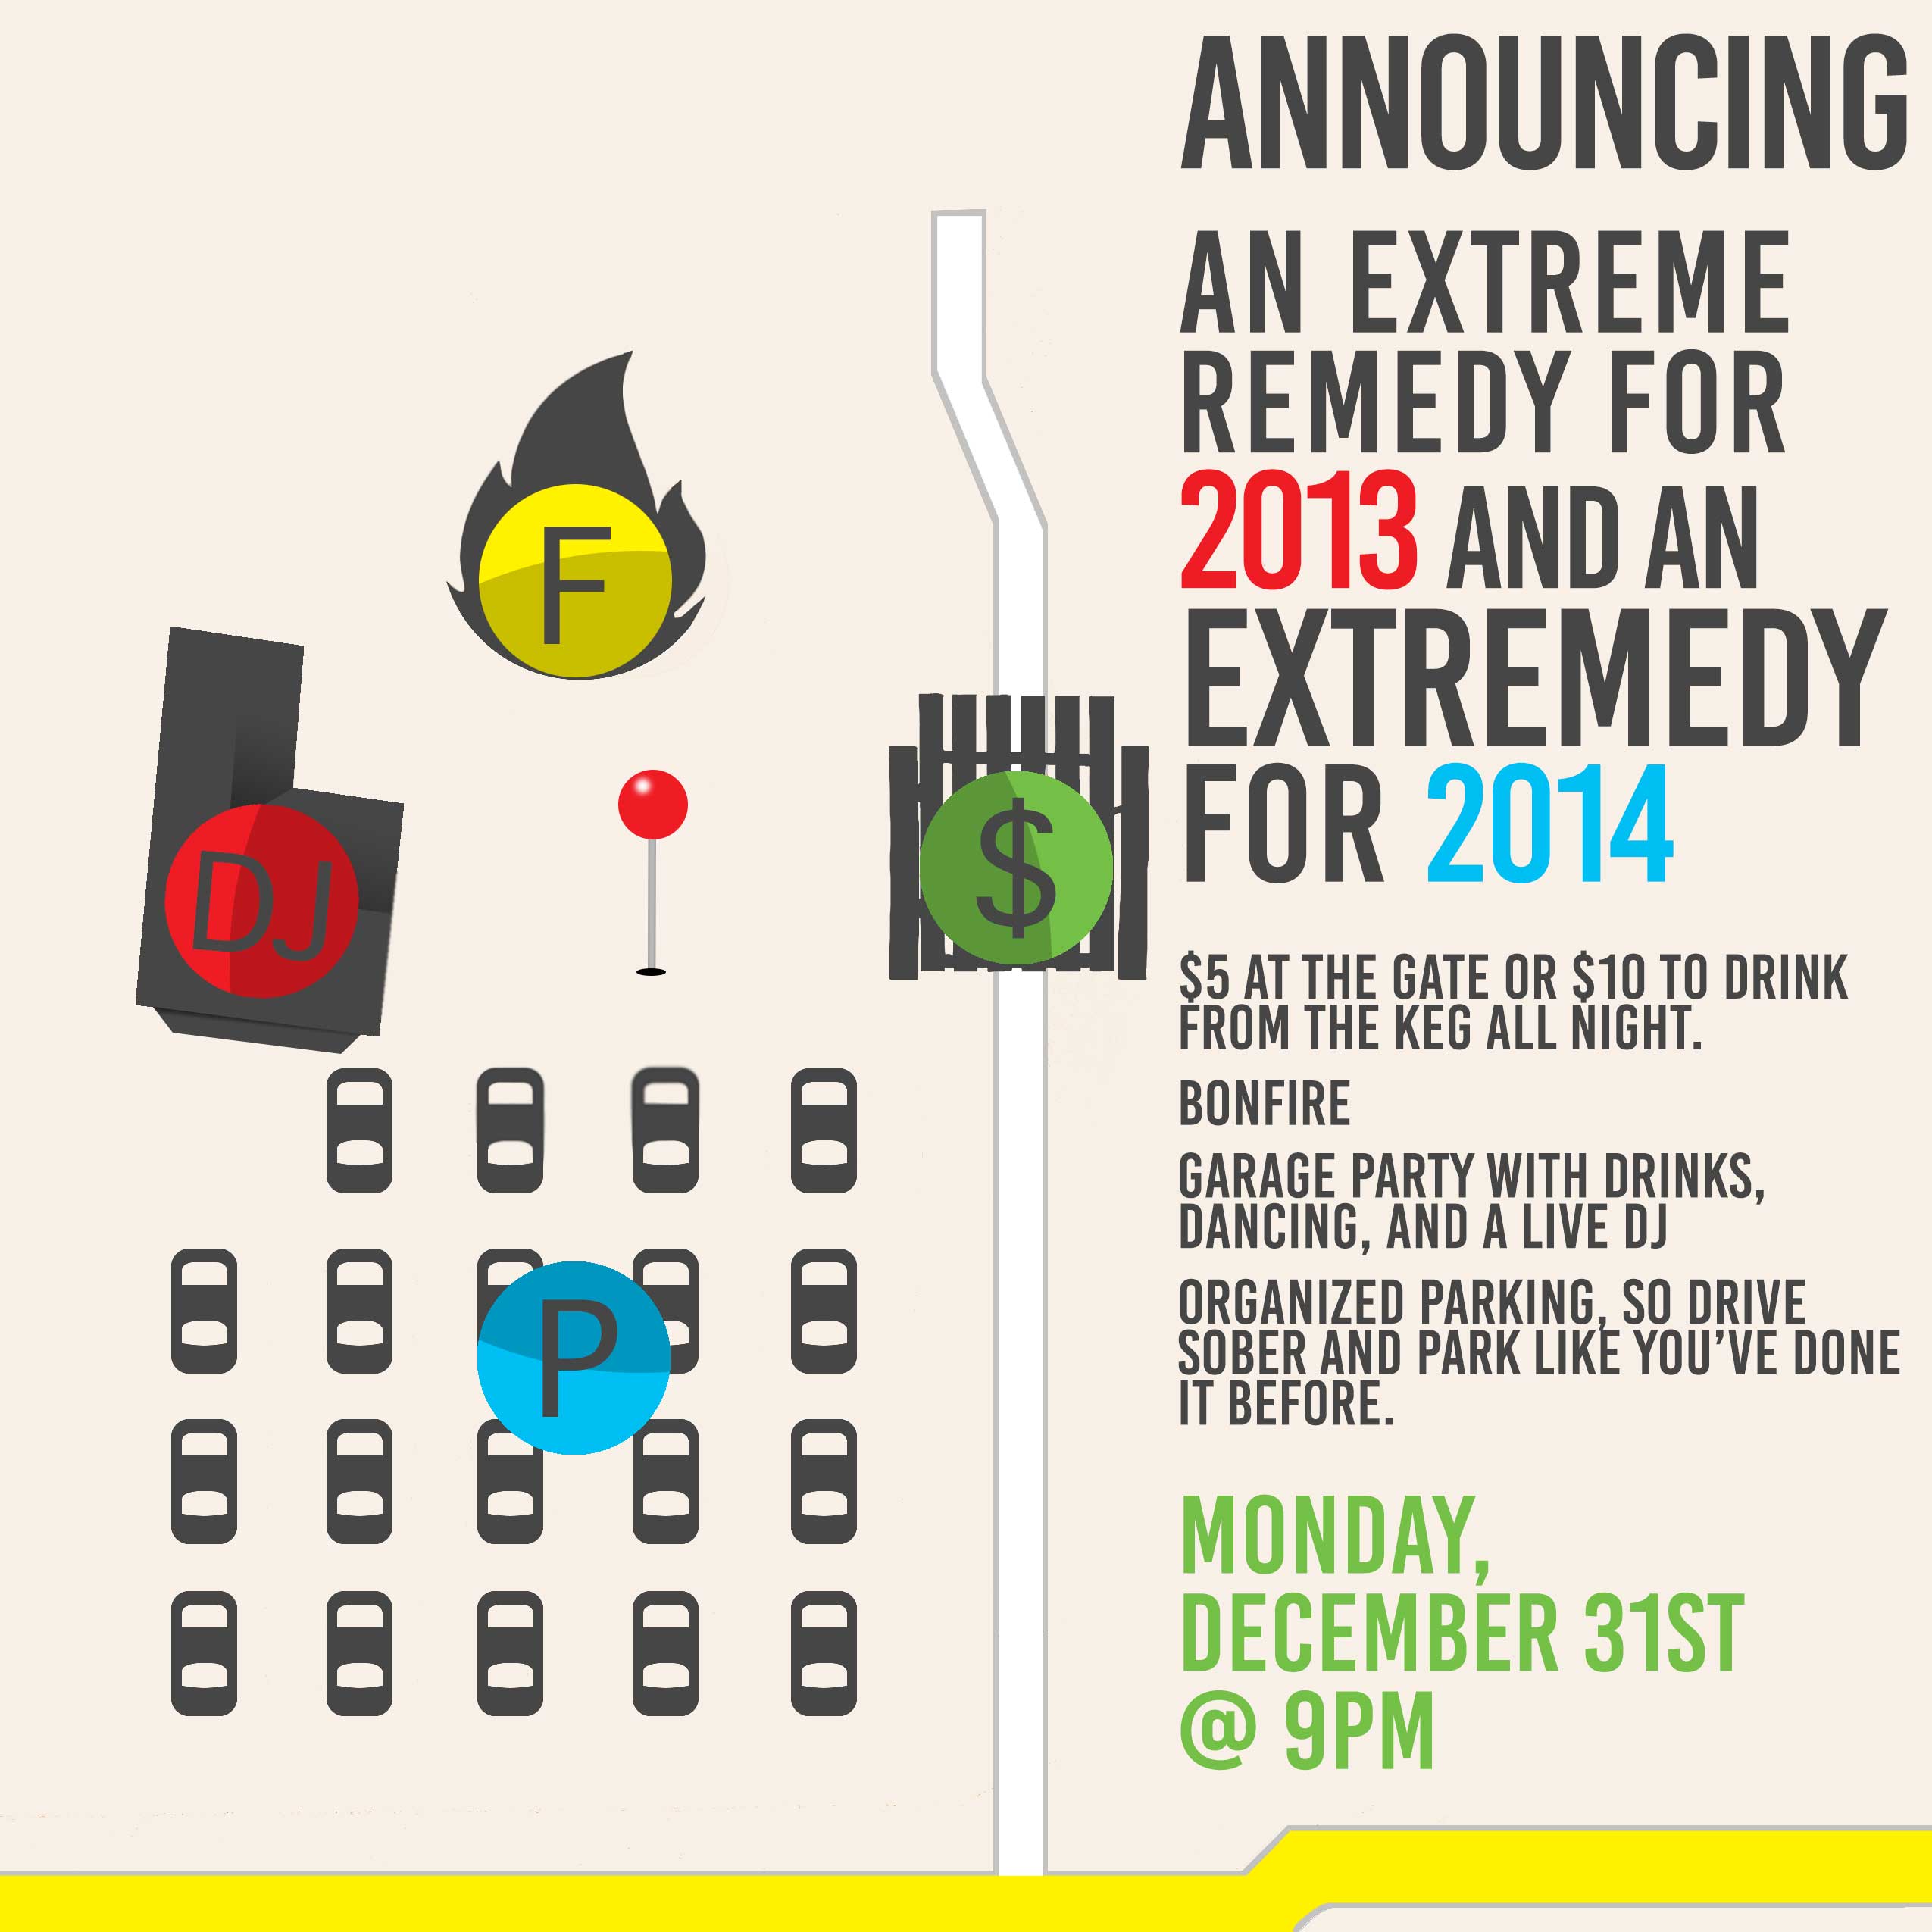 ANNOUNCING
AN EXTREME
REMEDY FOR
2013 AND AN
EXTREMEDY
FOR 2014
F
DJ
$
$5 AT THE GATE OR $10 TO DRINK
FROM THE KEG ALL NIGHT.
BONFIRE
GARAGE PARTY WITH DRINKS,
DANCING, AND A LIVE DJ
ORGANIZED PARKING, SO DRIVE
SOBER AND PARK LIKE YOU'VE DONE
IT BEFORE.
P
MONDAY,
DECEMBER 31ST
@ 9PM